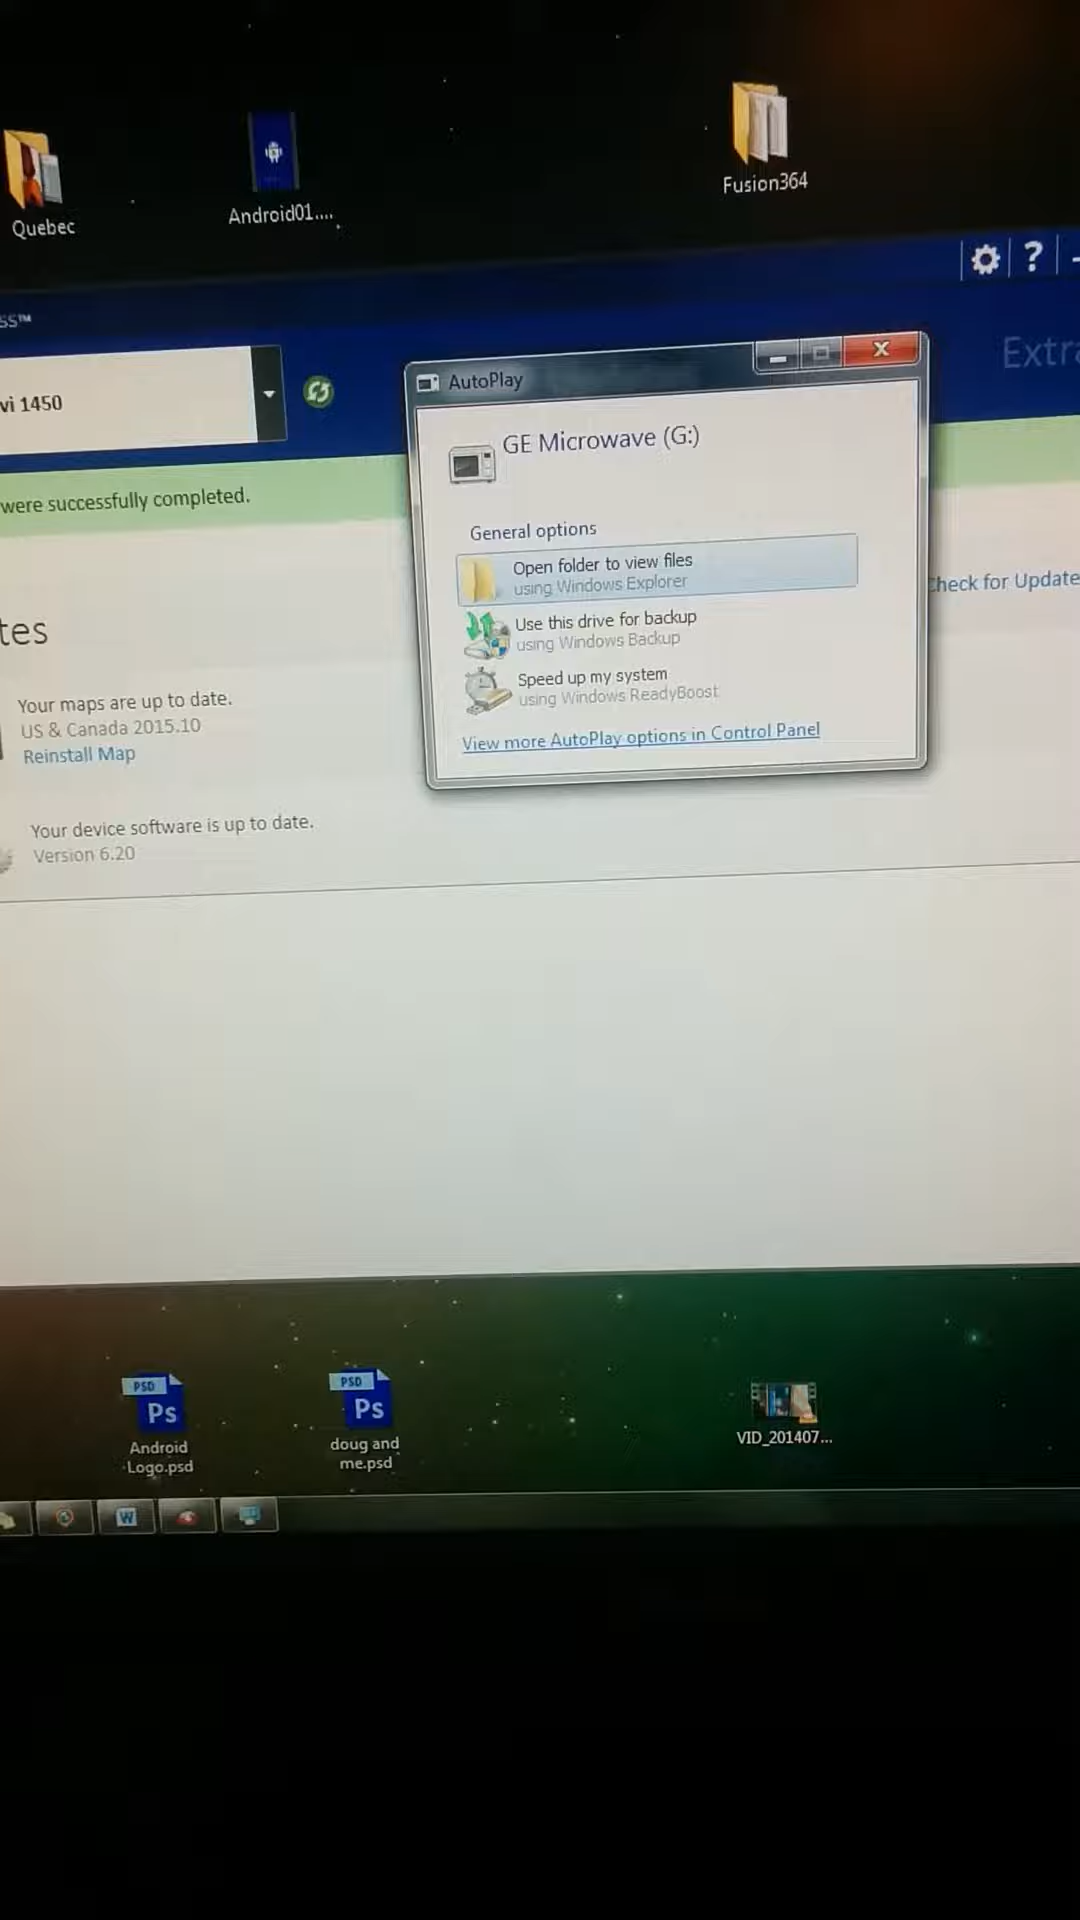 Quebec
Android01....
Fusion364
?
ss™
Extra
vi 1450
AutoPlay
X
GE Microwave (G:)
were successfully completed.
General options
Open folder to view files
using Windows Explorer
Use this drive for backup
using Windows Backup
Speed up my system
using Windows ReadyBoost
View more AutoPlay options in Control Panel
Check for Update
tes
Your maps are up to date.
US & Canada 2015.10
Reinstall Map
Your device software is up to date.
Version 6.20
PSD
Ps
Android
Logo.psd
PSD
Ps
doug and
me.psd
VID_201407...
W